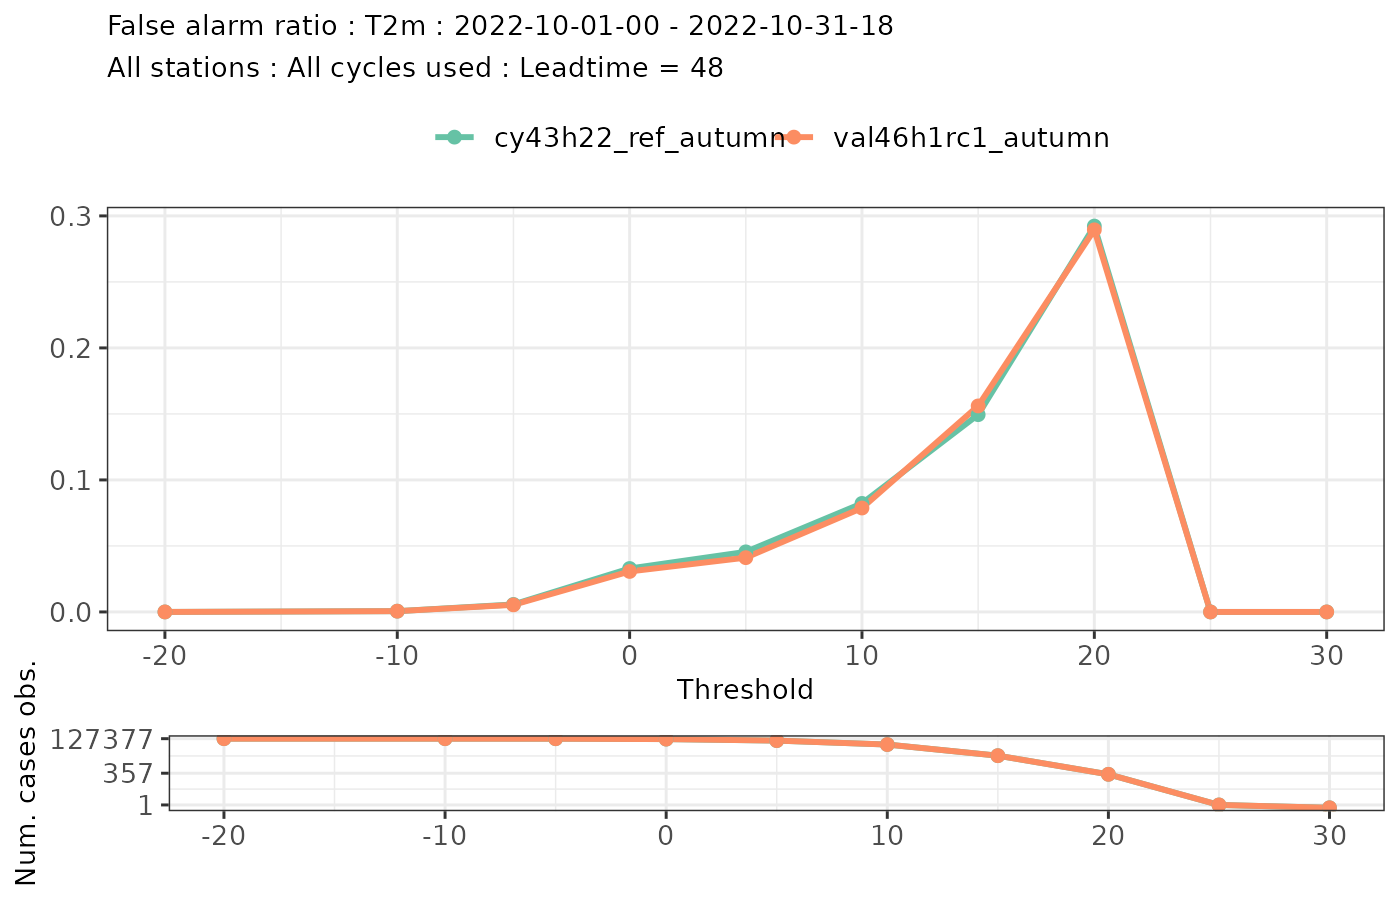 False alarm ratio : T2m : 2022-10-01-00 - 2022-10-31-18
All stations : All cycles used : Leadtime = 48
cy43h22_ref_autumn val46h1rc1_autumn
0.3
0.2
0.1
0.0
-20 -10 0 10 20 30
Threshold
Num. cases obs.
127377
357
1
-20 -10 0 10 20 30